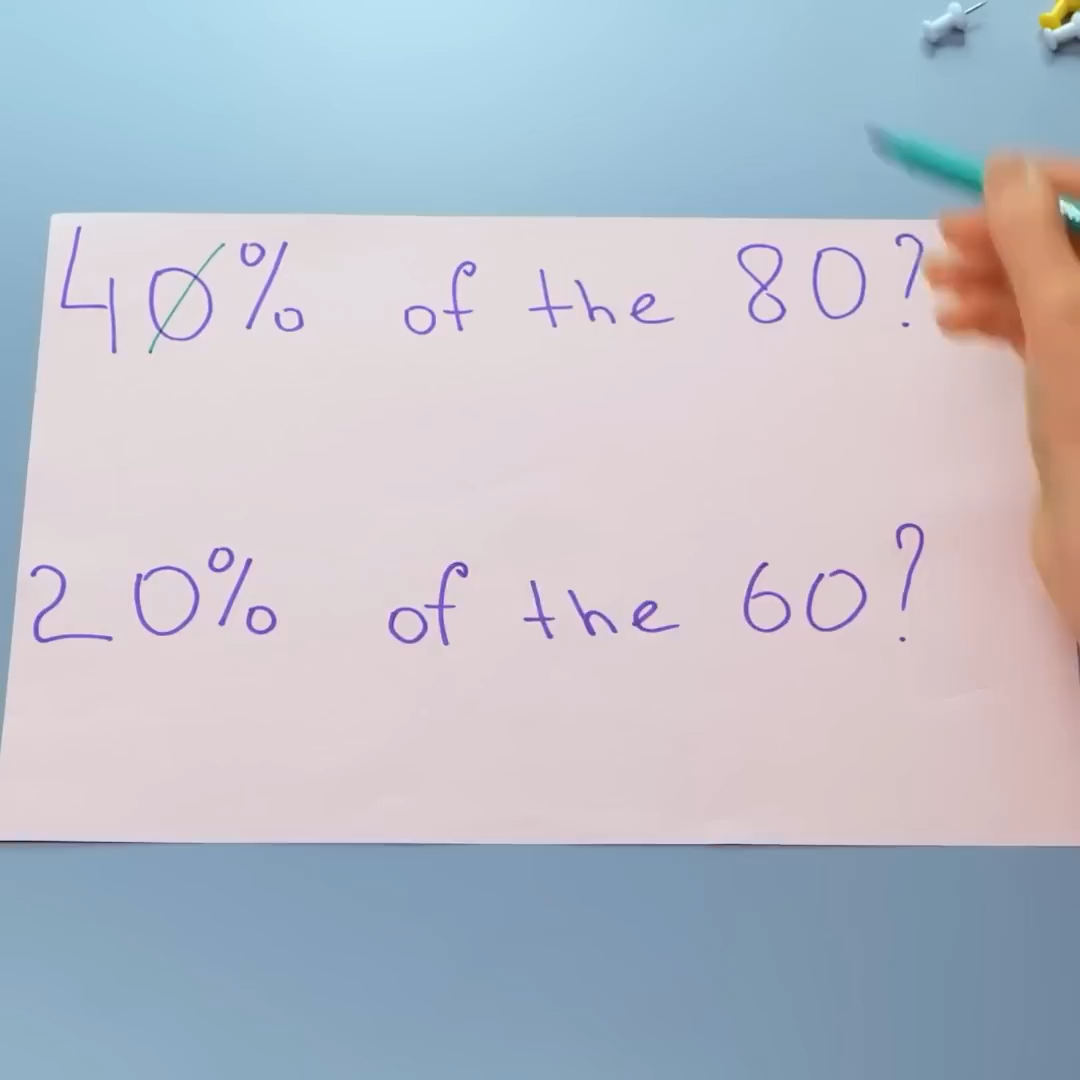 40% of the 80?
20% of the 60?